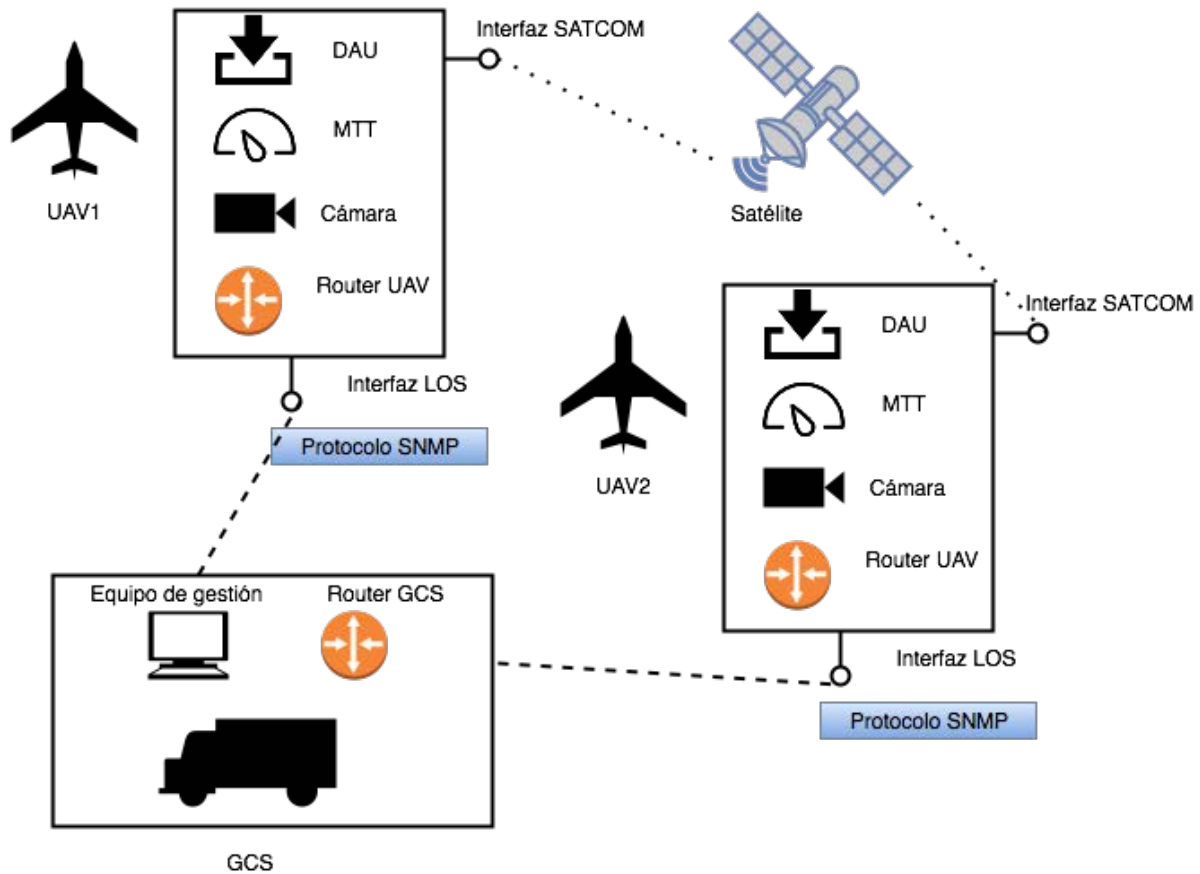 Interfaz SATCOM
DAU
MTT
UAV1
Cámara
Satélite
Router UAV
Interfaz SATCOM
DAU
Interfaz LOS
MTT
Protocolo SNMP
UAV2
Cámara
Router UAV
Equipo de gestión
Router GCS
Interfaz LOS
Protocolo SNMP
GCS